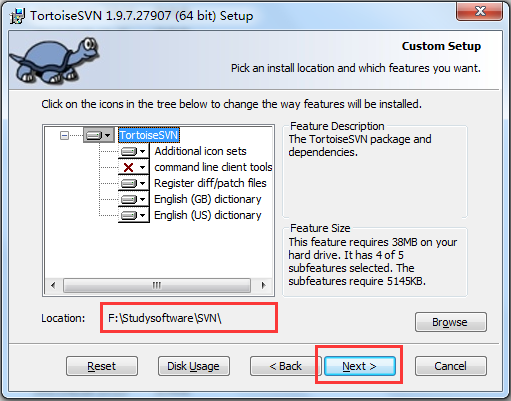 TortoiseSVN 1.9.7.27907 (64 bit) Setup
Custom Setup
Pick an install location and which features you want.
Click on the icons in the tree below to change the way features will be installed.
TortoiseSVN
Additional icon sets
command line client tools
Register diff/patch files
English (GB) dictionary
English (US) dictionary
Feature Description
The TortoiseSVN package and
dependencies.
Feature Size
This feature requires 38MB on your
hard drive. It has 4 of 5
subfeatures selected. The
subfeatures require 5145KB.
Location:
F:\Studysoftware\SVN\
Browse
Reset
Disk Usage
< Back
Next >
Cancel